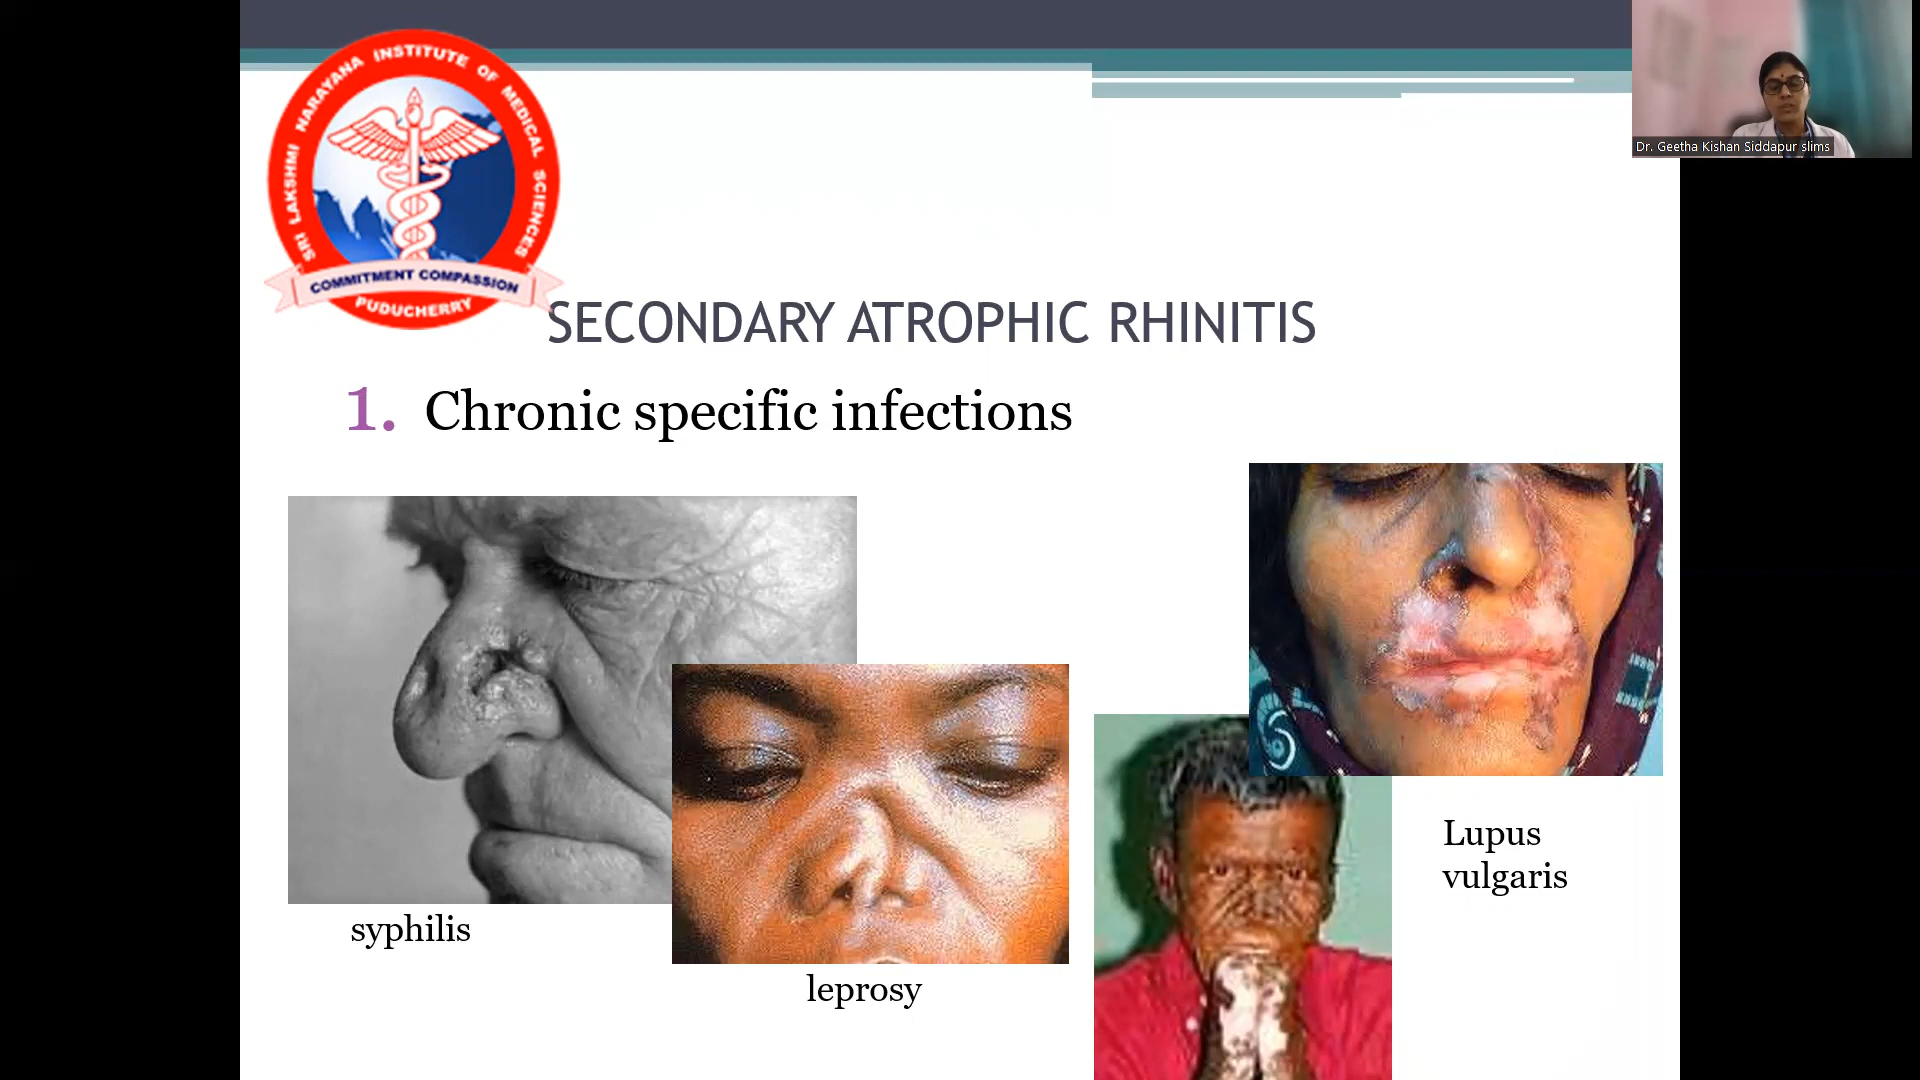 SRI LAKSHMI NARAYANA INSTITUTE OF MEDICAL SCIENCES
COMMITMENT COMPASSION
PUDUCHERRY
Dr. Geetha Kishan Siddapur slims
SECONDARY ATROPHIC RHINITIS
1. Chronic specific infections
syphilis
leprosy
Lupus
vulgaris